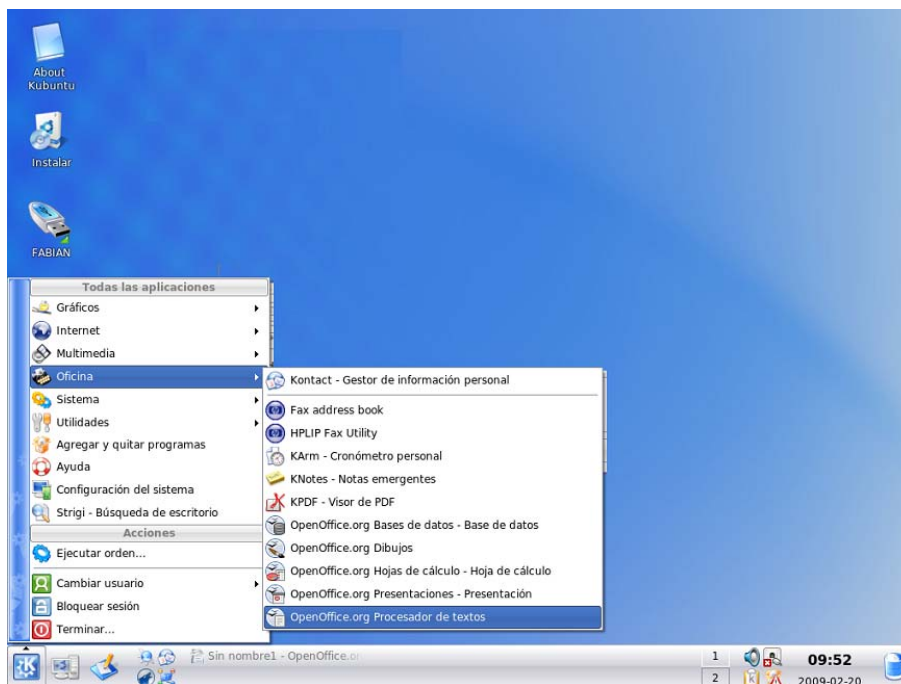 About
Kubuntu
Instalar
FABIAN
Todas las aplicaciones
Gráficos
Internet
Multimedia
Oficina
Sistema
Utilidades
Agregar y quitar programas
Ayuda
Configuración del sistema
Strigi - Búsqueda de escritorio
Acciones
Ejecutar orden...
Cambiar usuario
Bloquear sesión
Terminar...
Kontact - Gestor de información personal
Fax address book
HPLIP Fax Utility
KArm - Cronómetro personal
KNotes - Notas emergentes
KPDF - Visor de PDF
OpenOffice.org Bases de datos - Base de datos
OpenOffice.org Dibujos
OpenOffice.org Hojas de cálculo - Hoja de cálculo
OpenOffice.org Presentaciones - Presentación
OpenOffice.org Procesador de textos
Sin nombre1 - OpenOffice.or
1
2
09:52
2009-02-20